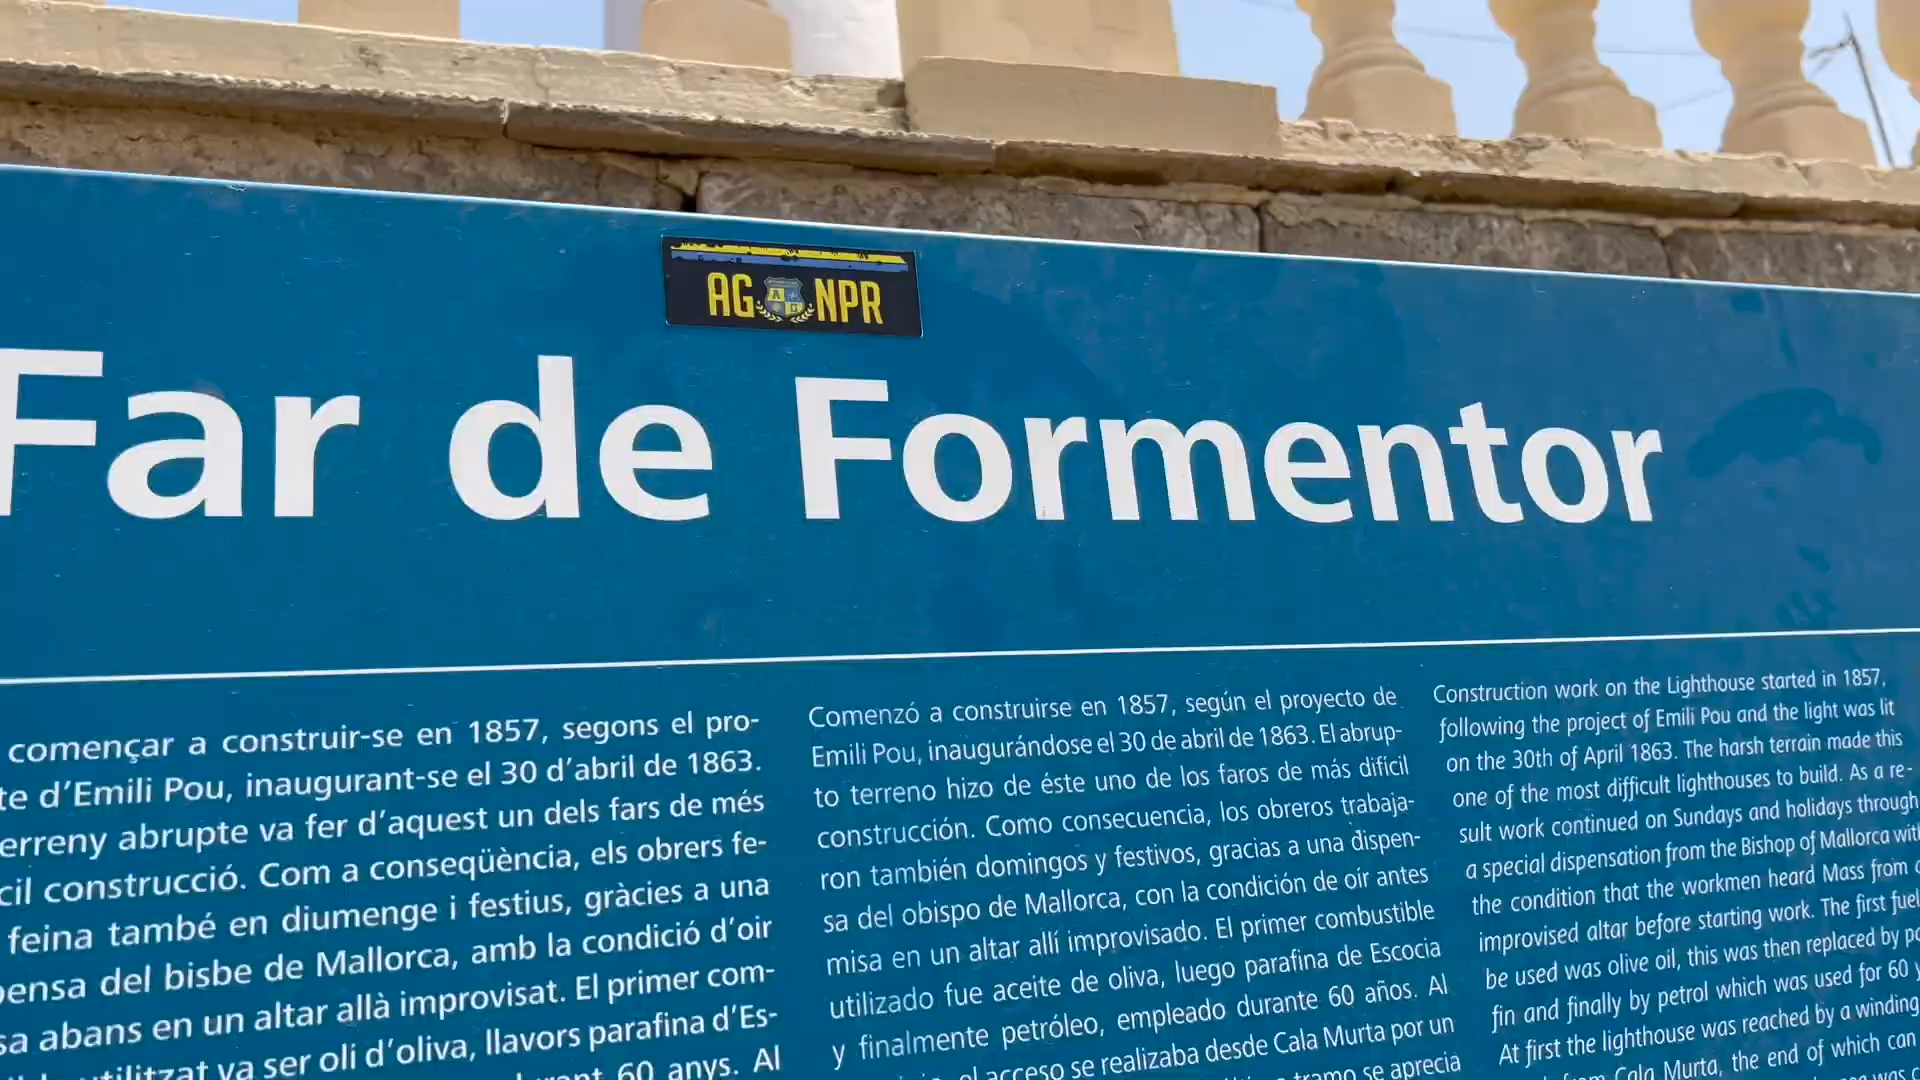 AG NPR
Far de Formentor
començar a construir-se en 1857, segons el pro-
te d’Emili Pou, inaugurant-se el 30 d’abril de 1863.
erreny abrupte va fer d’aquest un dels fars de més
cil construcció. Com a conseqüència, els obrers fe-
feina també en diumenge i festius, gràcies a una
pensa del bisbe de Mallorca, amb la condició d’oir
sa abans en un altar allà improvisat. El primer com-
utilitzat va ser oli d’oliva, llavors parafina d’Es-
60 anys. Al
Comenzó a construirse en 1857, según el proyecto de
Emili Pou, inaugurándose el 30 de abril de 1863. El abrup-
to terreno hizo de éste uno de los faros de más difícil
construcción. Como consecuencia, los obreros trabaja-
ron también domingos y festivos, gracias a una dispen-
sa del obispo de Mallorca, con la condición de oír antes
misa en un altar allí improvisado. El primer combustible
utilizado fue aceite de oliva, luego parafina de Escocia
y finalmente petróleo, empleado durante 60 años. Al
el acceso se realizaba desde Cala Murta por un
tramo se aprecia
Construction work on the Lighthouse started in 1857,
following the project of Emili Pou and the light was lit
on the 30th of April 1863. The harsh terrain made this
one of the most difficult lighthouses to build. As a re-
sult work continued on Sundays and holidays through
a special dispensation from the Bishop of Mallorca with
the condition that the workmen heard Mass from
improvised altar before starting work. The first fuel
be used was olive oil, this was then replaced by
fin and finally by petrol which was used for 60
At first the lighthouse was reached by a winding
from Cala Murta, the end of which can
was